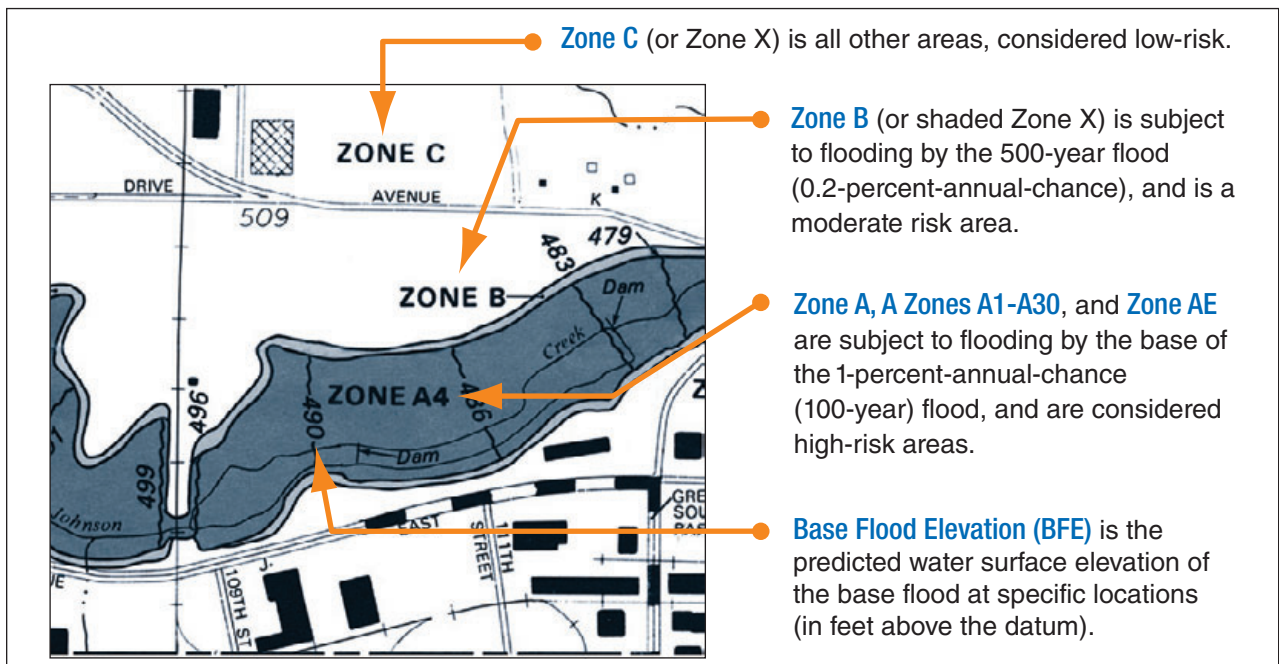 Zone C (or Zone X) is all other areas, considered low-risk.
Zone B (or shaded Zone X) is subject
to flooding by the 500-year flood
(0.2-percent-annual-chance), and is a
moderate risk area.
Zone A, A Zones A1-A30, and Zone AE
are subject to flooding by the base of
the 1-percent-annual-chance
(100-year) flood, and are considered
high-risk areas.
Base Flood Elevation (BFE) is the
predicted water surface elevation of
the base flood at specific locations
(in feet above the datum).
ZONE C
DRIVE
AVENUE
K
509
479
483
ZONE B
Dam
Creek
ZONE A4
496
490
486
Dam
499
Johnson
EAST
GRE
SOU
J.
109TH ST
111TH
STREET